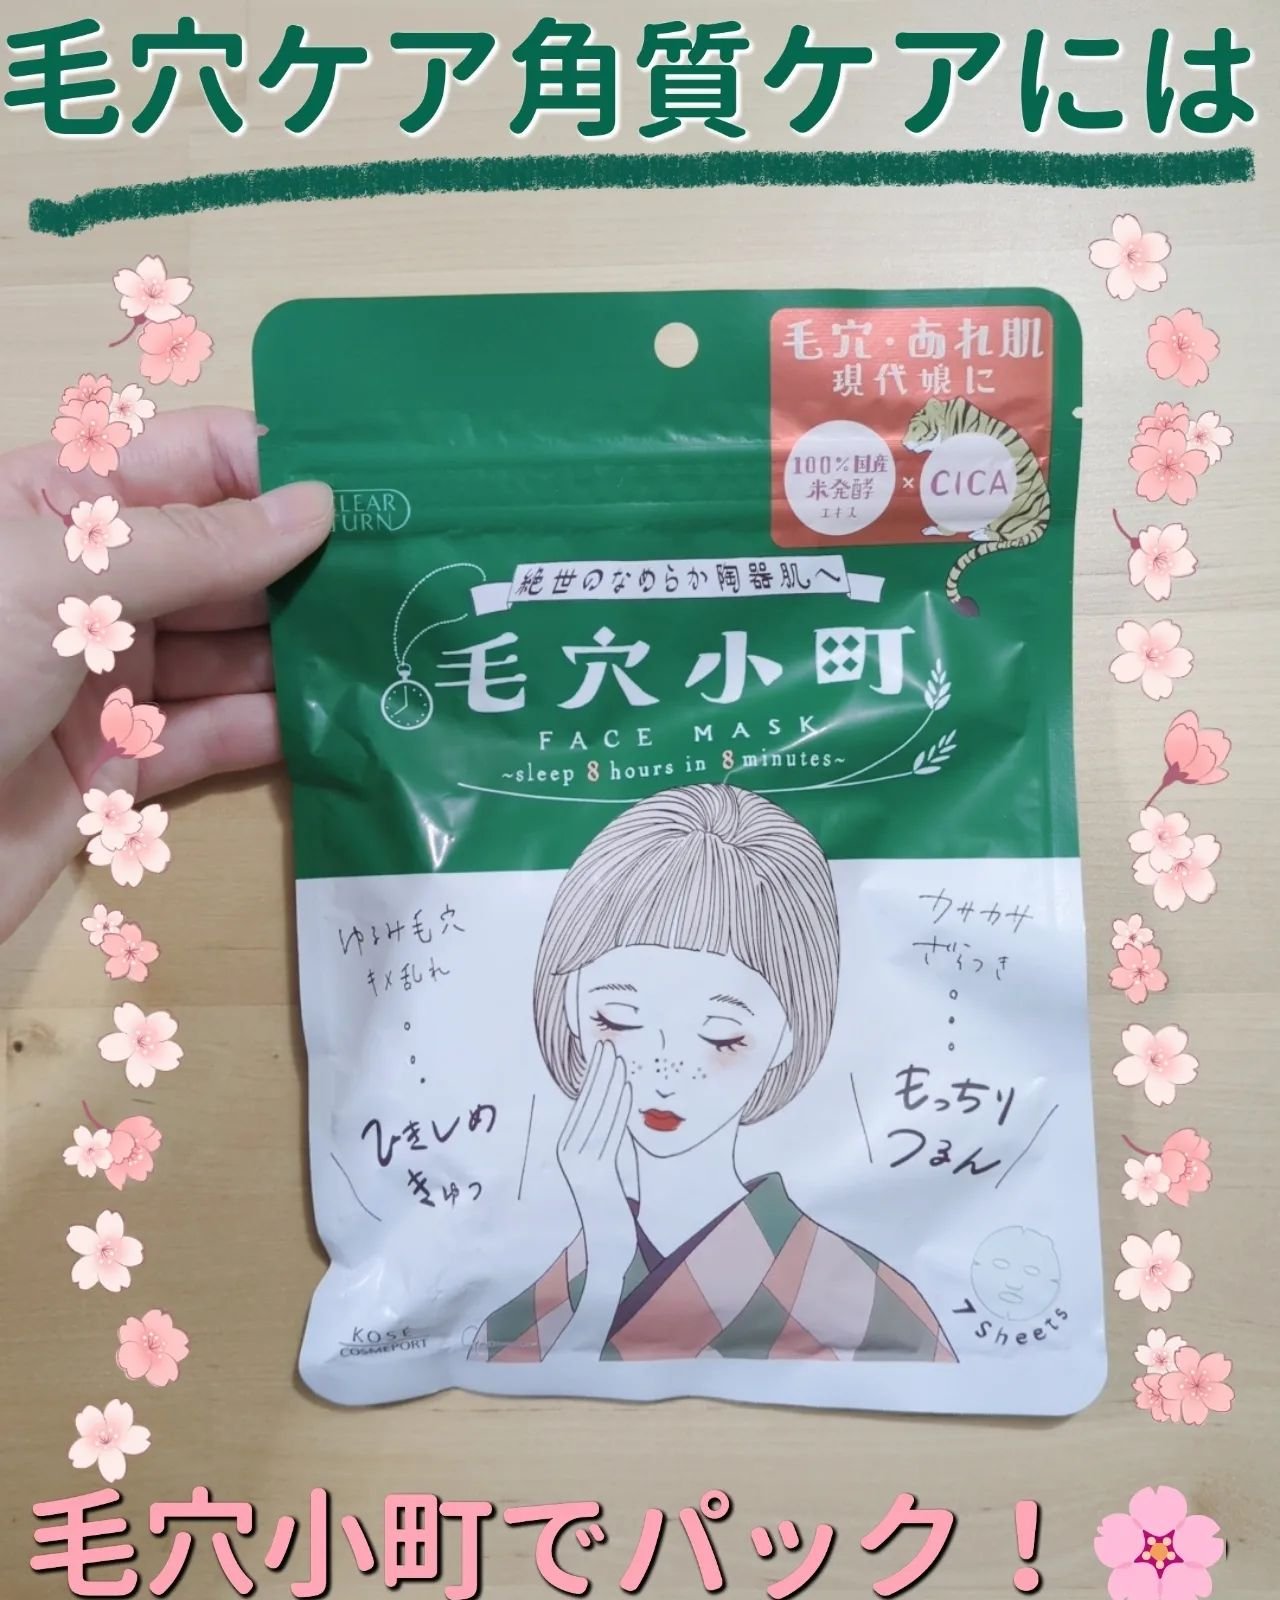 毛穴ケア角質ケアには
毛穴・あれ肌
現代娘に
100%国産
米発酵
エキス
×
CICA
CLEAR
TURN
絶世のなめらか陶器肌へ
毛穴小町
FACE MASK
~sleep 8 hours in 8 minutes~
ゆるみ毛穴
キメ乱れ
ひきしめ
きゅっ
カサカサ
ざらつき
もっちり
つるん
7 Sheets
KOSE
COSMEPORT
毛穴小町でパック!